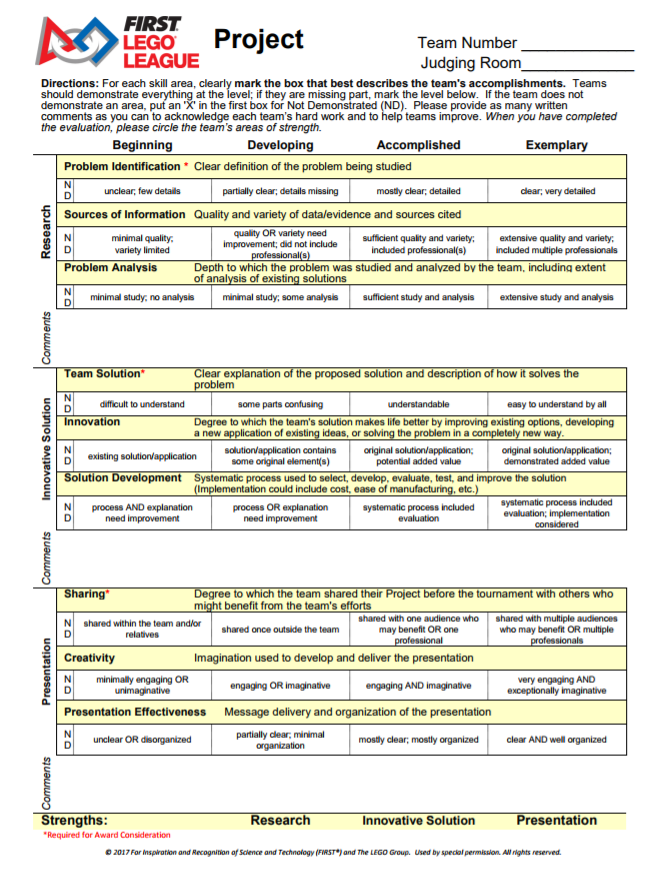 FIRST
LEGO
LEAGUE
Project
Team Number _____________
Judging Room_____________
Directions: For each skill area, clearly mark the box that best describes the team's accomplishments. Teams
should demonstrate everything at the level; if they are missing part, mark the level below. If the team does not
demonstrate an area, put an 'X' in the first box for Not Demonstrated (ND). Please provide as many written
comments as you can to acknowledge each team's hard work and to help teams improve. When you have completed
the evaluation, please circle the team's areas of strength.
Beginning Developing Accomplished Exemplary
Research
Problem Identification * Clear definition of the problem being studied
N D unclear; few details partially clear; details missing mostly clear; detailed clear; very detailed
Sources of Information Quality and variety of data/evidence and sources cited
N D minimal quality; variety limited quality OR variety need improvement; did not include professional(s) sufficient quality and variety; included professional(s) extensive quality and variety; included multiple professionals
Problem Analysis Depth to which the problem was studied and analyzed by the team, including extent
of analysis of existing solutions
N D minimal study; no analysis minimal study; some analysis sufficient study and analysis extensive study and analysis
Comments
Innovative Solution
Team Solution* Clear explanation of the proposed solution and description of how it solves the
problem
N D difficult to understand some parts confusing understandable easy to understand by all
Innovation Degree to which the team's solution makes life better by improving existing options, developing
a new application of existing ideas, or solving the problem in a completely new way.
N D existing solution/application solution/application contains some original element(s) original solution/application; potential added value original solution/application; demonstrated added value
Solution Development Systematic process used to select, develop, evaluate, test, and improve the solution
(Implementation could include cost, ease of manufacturing, etc.)
N D process AND explanation need improvement process OR explanation need improvement systematic process included evaluation systematic process included evaluation; implementation considered
Comments
Presentation
Sharing* Degree to which the team shared their Project before the tournament with others who
might benefit from the team's efforts
N D shared within the team and/or relatives shared once outside the team shared with one audience who may benefit OR one professional shared with multiple audiences who may benefit OR multiple professionals
Creativity Imagination used to develop and deliver the presentation
N D minimally engaging OR unimaginative engaging OR imaginative engaging AND imaginative very engaging AND exceptionally imaginative
Presentation Effectiveness Message delivery and organization of the presentation
N D unclear OR disorganized partially clear; minimal organization mostly clear; mostly organized clear AND well organized
Comments
Strengths: Research Innovative Solution Presentation
*Required for Award Consideration
© 2017 For Inspiration and Recognition of Science and Technology (FIRST®) and The LEGO Group. Used by special permission. All rights reserved.